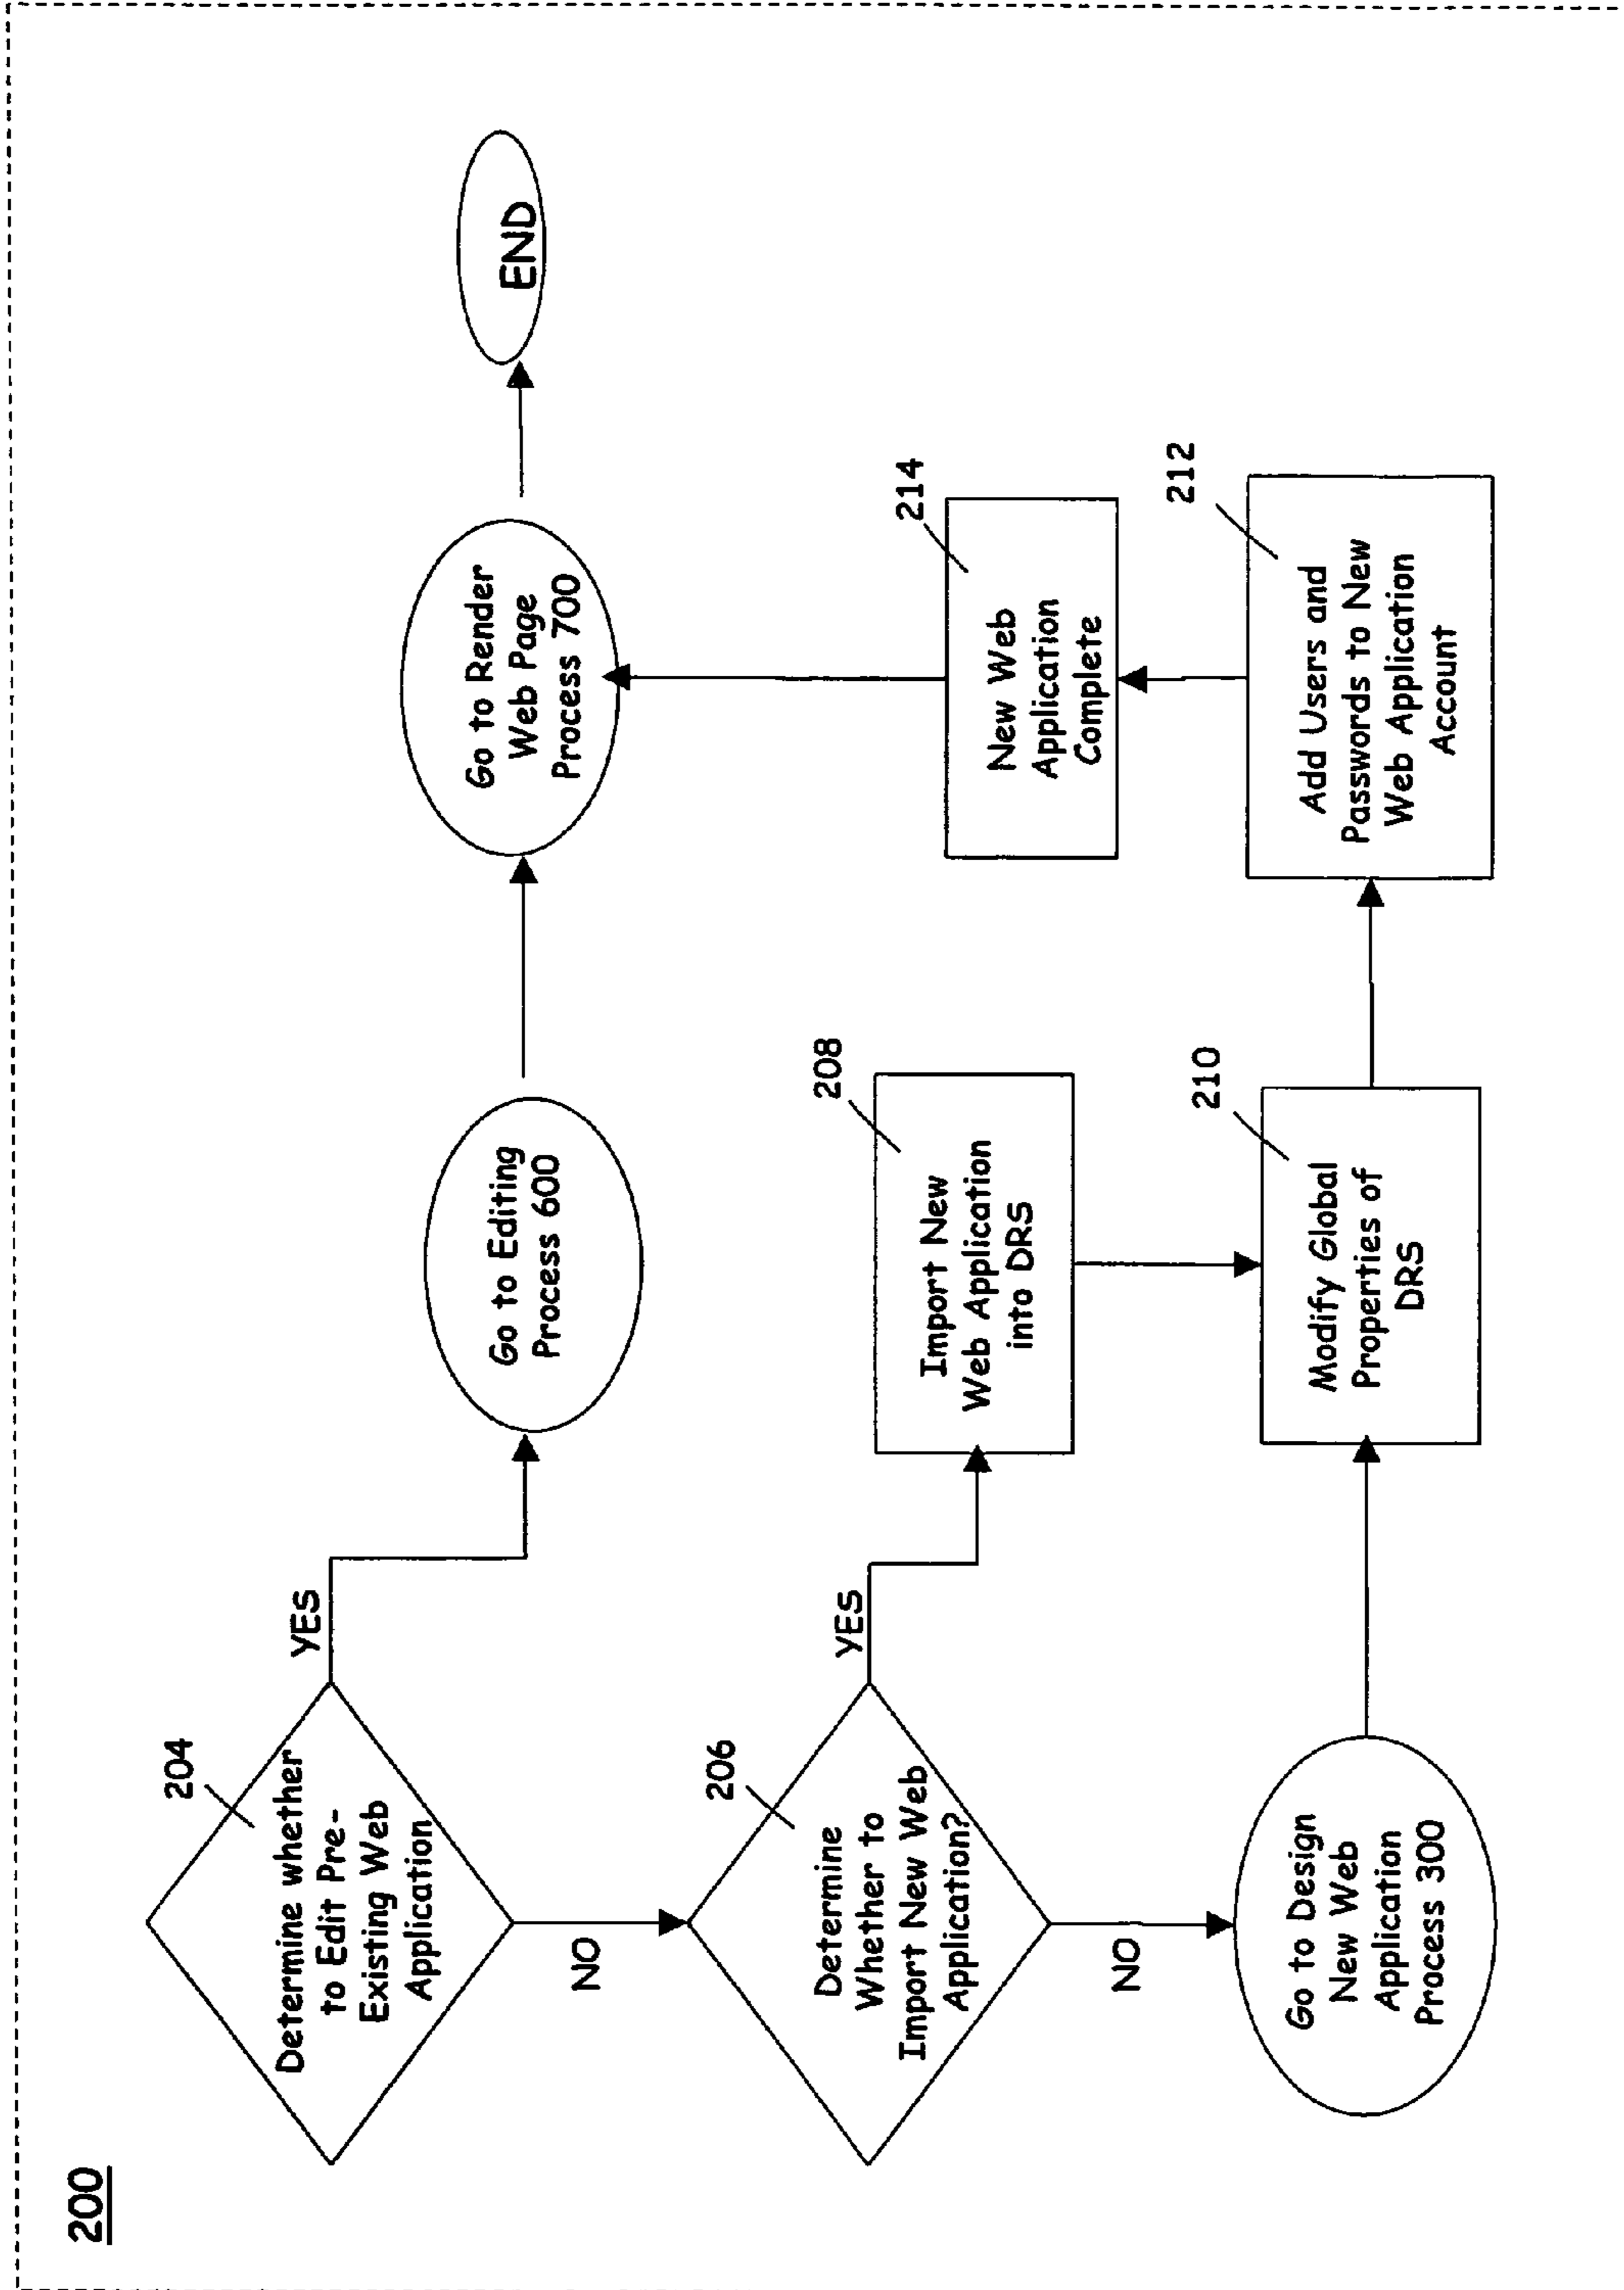 200
204
Determine whether
to Edit Pre-
Existing Web
Application
YES
NO
Go to Editing
Process 600
Go to Render
Web Page
Process 700
END
206
Determine
Whether to
Import New Web
Application?
YES
NO
208
Import New
Web Application
into DRS
214
New Web
Application
Complete
Go to Design
New Web
Application
Process 300
210
Modify Global
Properties of
DRS
212
Add Users and
Passwords to New
Web Application
Account